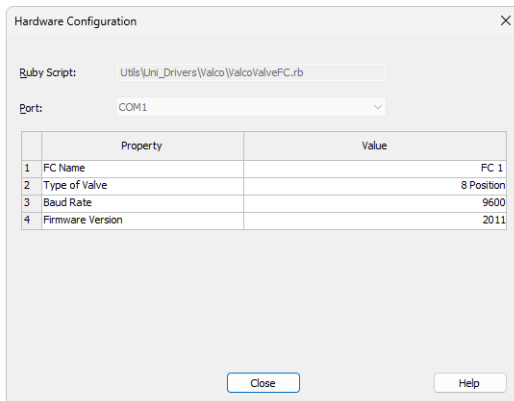 Hardware Configuration
Ruby Script: Utils\Uni_Drivers\Valco\ValcoValveFC.rb
Port: COM1
Property Value
1 FC Name FC 1
2 Type of Valve 8 Position
3 Baud Rate 9600
4 Firmware Version 2011
Close Help